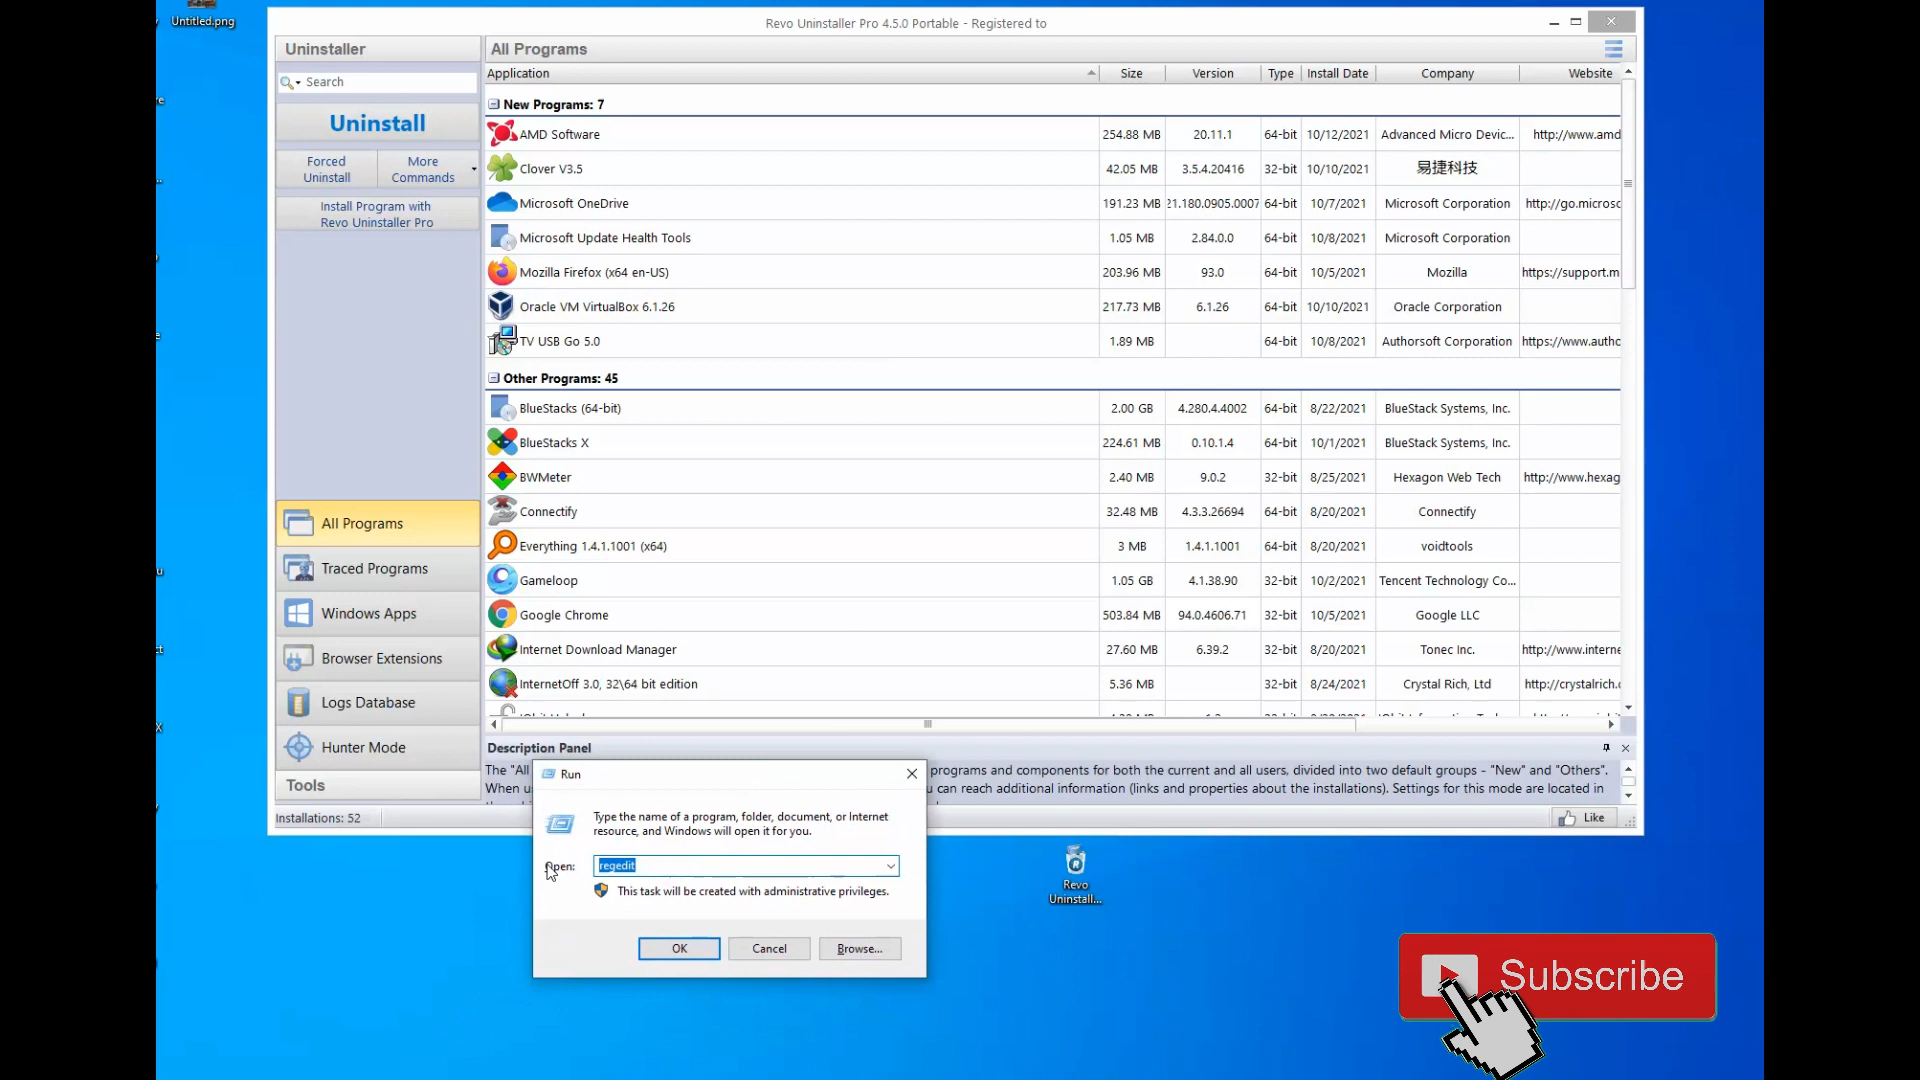 Untitled.png
Revo Uninstaller Pro 4.5.0 Portable - Registered to
Uninstaller
Search
Uninstall
Forced
Uninstall
More
Commands
Install Program with
Revo Uninstaller Pro
All Programs
Traced Programs
Windows Apps
Browser Extensions
Logs Database
Hunter Mode
Tools
Installations: 52
All Programs
Application Size Version Type Install Date Company Website
New Programs: 7
AMD Software 254.88 MB 20.11.1 64-bit 10/12/2021 Advanced Micro Devic... http://www.amd
Clover V3.5 42.05 MB 3.5.4.20416 32-bit 10/10/2021 易捷科技
Microsoft OneDrive 191.23 MB 21.180.0905.0007 64-bit 10/7/2021 Microsoft Corporation http://go.microsc
Microsoft Update Health Tools 1.05 MB 2.84.0.0 64-bit 10/8/2021 Microsoft Corporation
Mozilla Firefox (x64 en-US) 203.96 MB 93.0 64-bit 10/5/2021 Mozilla https://support.m
Oracle VM VirtualBox 6.1.26 217.73 MB 6.1.26 64-bit 10/10/2021 Oracle Corporation
TV USB Go 5.0 1.89 MB 64-bit 10/8/2021 Authorsoft Corporation https://www.autho
Other Programs: 45
BlueStacks (64-bit) 2.00 GB 4.280.4.4002 64-bit 8/22/2021 BlueStack Systems, Inc.
BlueStacks X 224.61 MB 0.10.1.4 64-bit 10/1/2021 BlueStack Systems, Inc.
BWMeter 2.40 MB 9.0.2 32-bit 8/25/2021 Hexagon Web Tech http://www.hexag
Connectify 32.48 MB 4.3.3.26694 64-bit 8/20/2021 Connectify
Everything 1.4.1.1001 (x64) 3 MB 1.4.1.1001 64-bit 8/20/2021 voidtools
Gameloop 1.05 GB 4.1.38.90 32-bit 10/2/2021 Tencent Technology Co...
Google Chrome 503.84 MB 94.0.4606.71 32-bit 10/5/2021 Google LLC
Internet Download Manager 27.60 MB 6.39.2 32-bit 8/20/2021 Tonec Inc. http://www.interne
InternetOff 3.0, 32\64 bit edition 5.36 MB 32-bit 8/24/2021 Crystal Rich, Ltd http://crystalrich.c
Description Panel
The "All programs and components for both the current and all users, divided into two default groups - "New" and "Others".
When u can reach additional information (links and properties about the installations). Settings for this mode are located in
Like
Run
Type the name of a program, folder, document, or Internet
resource, and Windows will open it for you.
Open: regedit
This task will be created with administrative privileges.
OK Cancel Browse...
Revo
Uninstall...
Subscribe